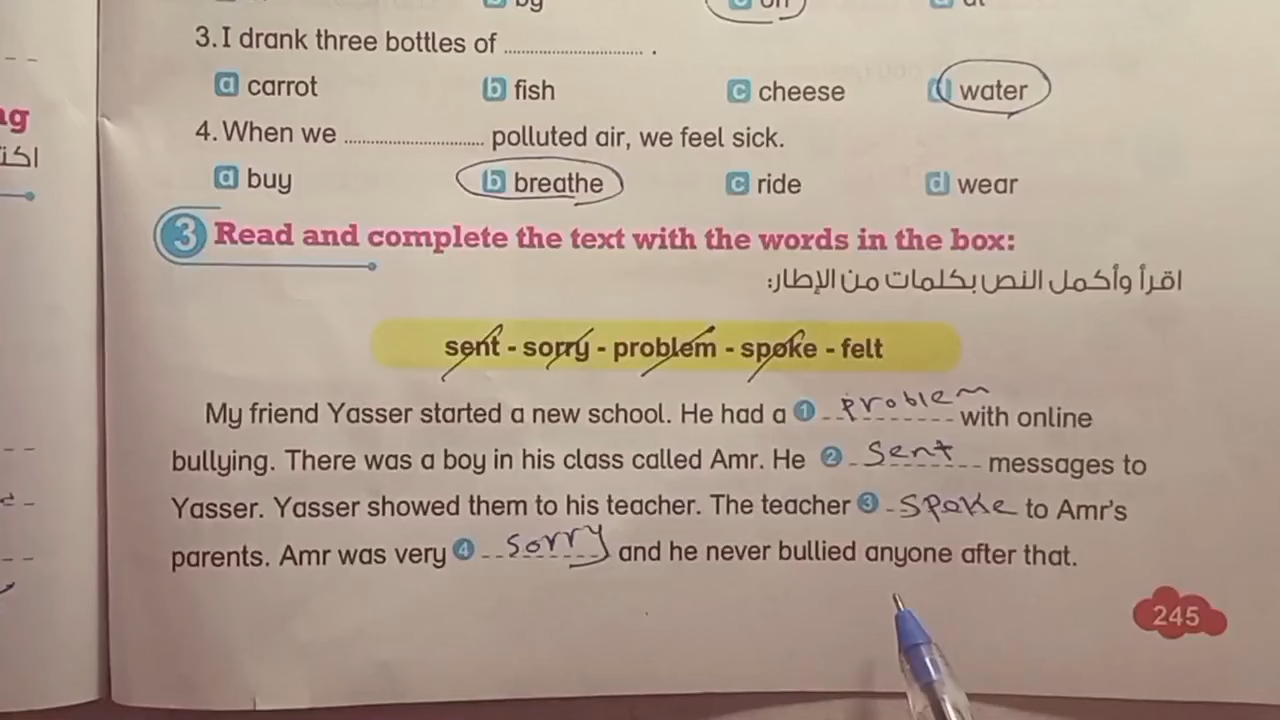 by on
3. I drank three bottles of ............................ .
a carrot b fish c cheese d water
4. When we ............................ polluted air, we feel sick.
a buy b breathe c ride d wear
3 Read and complete the text with the words in the box:
اقرأ وأكمل النص بكلمات من الإطار:
sent - sorry - problem - spoke - felt
My friend Yasser started a new school. He had a 1 problem with online
bullying. There was a boy in his class called Amr. He 2 sent messages to
Yasser. Yasser showed them to his teacher. The teacher 3 spoke to Amr's
parents. Amr was very 4 sorry and he never bullied anyone after that.
245